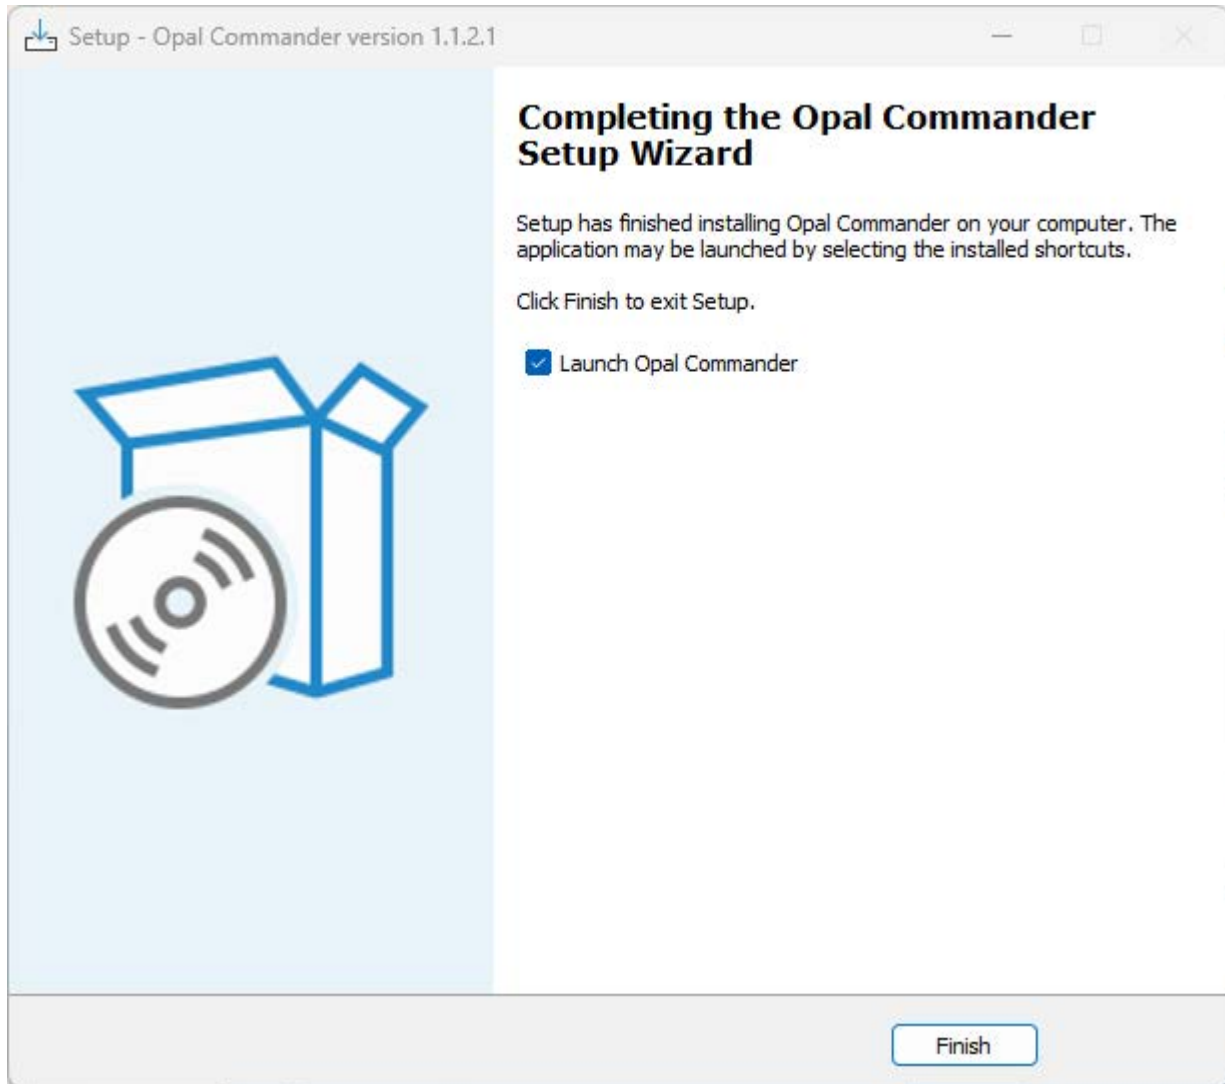 Setup - Opal Commander version 1.1.2.1
Completing the Opal Commander
Setup Wizard
Setup has finished installing Opal Commander on your computer. The
application may be launched by selecting the installed shortcuts.
Click Finish to exit Setup.
Launch Opal Commander
Finish